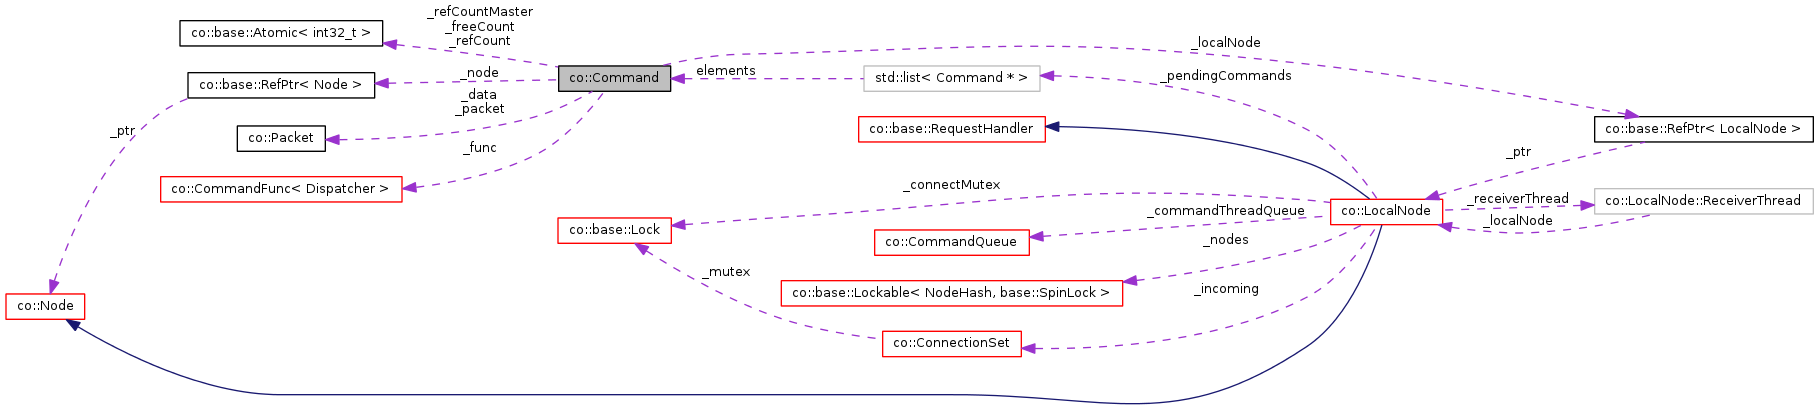 _refCountMaster
_freeCount
_refCount
co::base::Atomic< int32_t >
_localNode
co::Command
elements
std::list< Command * >
_pendingCommands
_node
co::base::RefPtr< Node >
_data
_packet
co::Packet
co::base::RequestHandler
co::base::RefPtr< LocalNode >
_ptr
_func
_ptr
co::CommandFunc< Dispatcher >
_connectMutex
co::LocalNode
_receiverThread
co::LocalNode::ReceiverThread
_localNode
_commandThreadQueue
co::base::Lock
co::CommandQueue
_nodes
_mutex
co::base::Lockable< NodeHash, base::SpinLock >
_incoming
co::Node
co::ConnectionSet